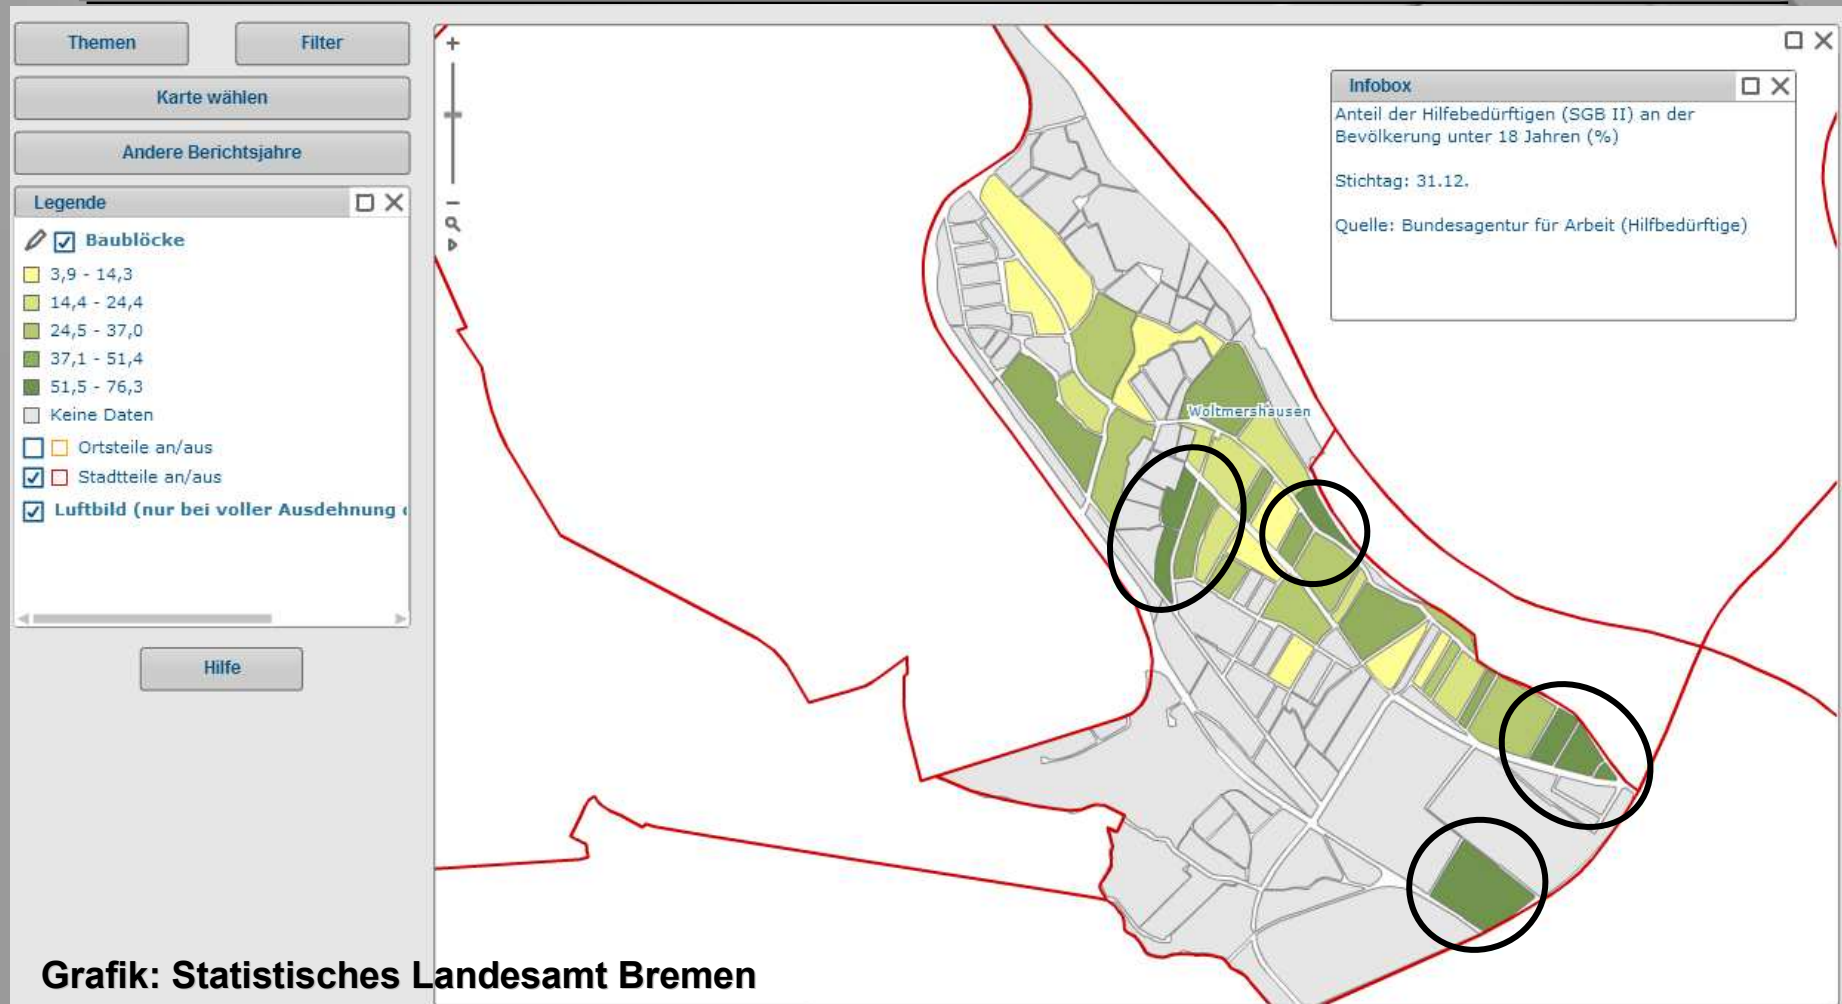 Themen
Filter
Karte wählen
Andere Berichtsjahre
Legende
Baublöcke
3,9 - 14,3
14,4 - 24,4
24,5 - 37,0
37,1 - 51,4
51,5 - 76,3
Keine Daten
Ortsteile an/aus
Stadtteile an/aus
Luftbild (nur bei voller Ausdehnung
Hilfe
Infobox
Anteil der Hilfebedürftigen (SGB II) an der
Bevölkerung unter 18 Jahren (%)
Stichtag: 31.12.
Quelle: Bundesagentur für Arbeit (Hilfbedürftige)
Woltmershausen
Grafik: Statistisches Landesamt Bremen